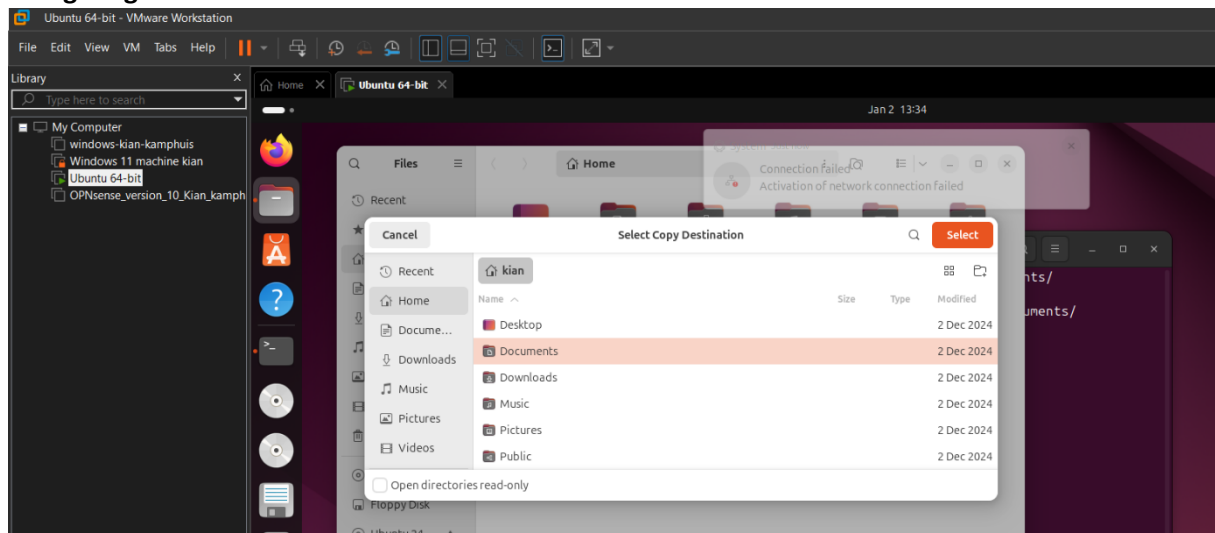 Ubuntu 64-bit - VMware Workstation
File Edit View VM Tabs Help
Library
Type here to search
My Computer
windows-kian-kamphuis
Windows 11 machine kian
Ubuntu 64-bit
OPNsense_version_10_Kian_kamph
Home
Ubuntu 64-bit
Jan 2 13:34
Files
Home
Connection failed
Activation of network connection failed
Recent
Cancel
Select Copy Destination
Select
Recent
Home
Docume...
Downloads
Music
Pictures
Videos
kian
Name Size Type Modified
Desktop 2 Dec 2024
Documents 2 Dec 2024
Downloads 2 Dec 2024
Music 2 Dec 2024
Pictures 2 Dec 2024
Public 2 Dec 2024
Open directories read-only
Floppy Disk
nts/
uments/